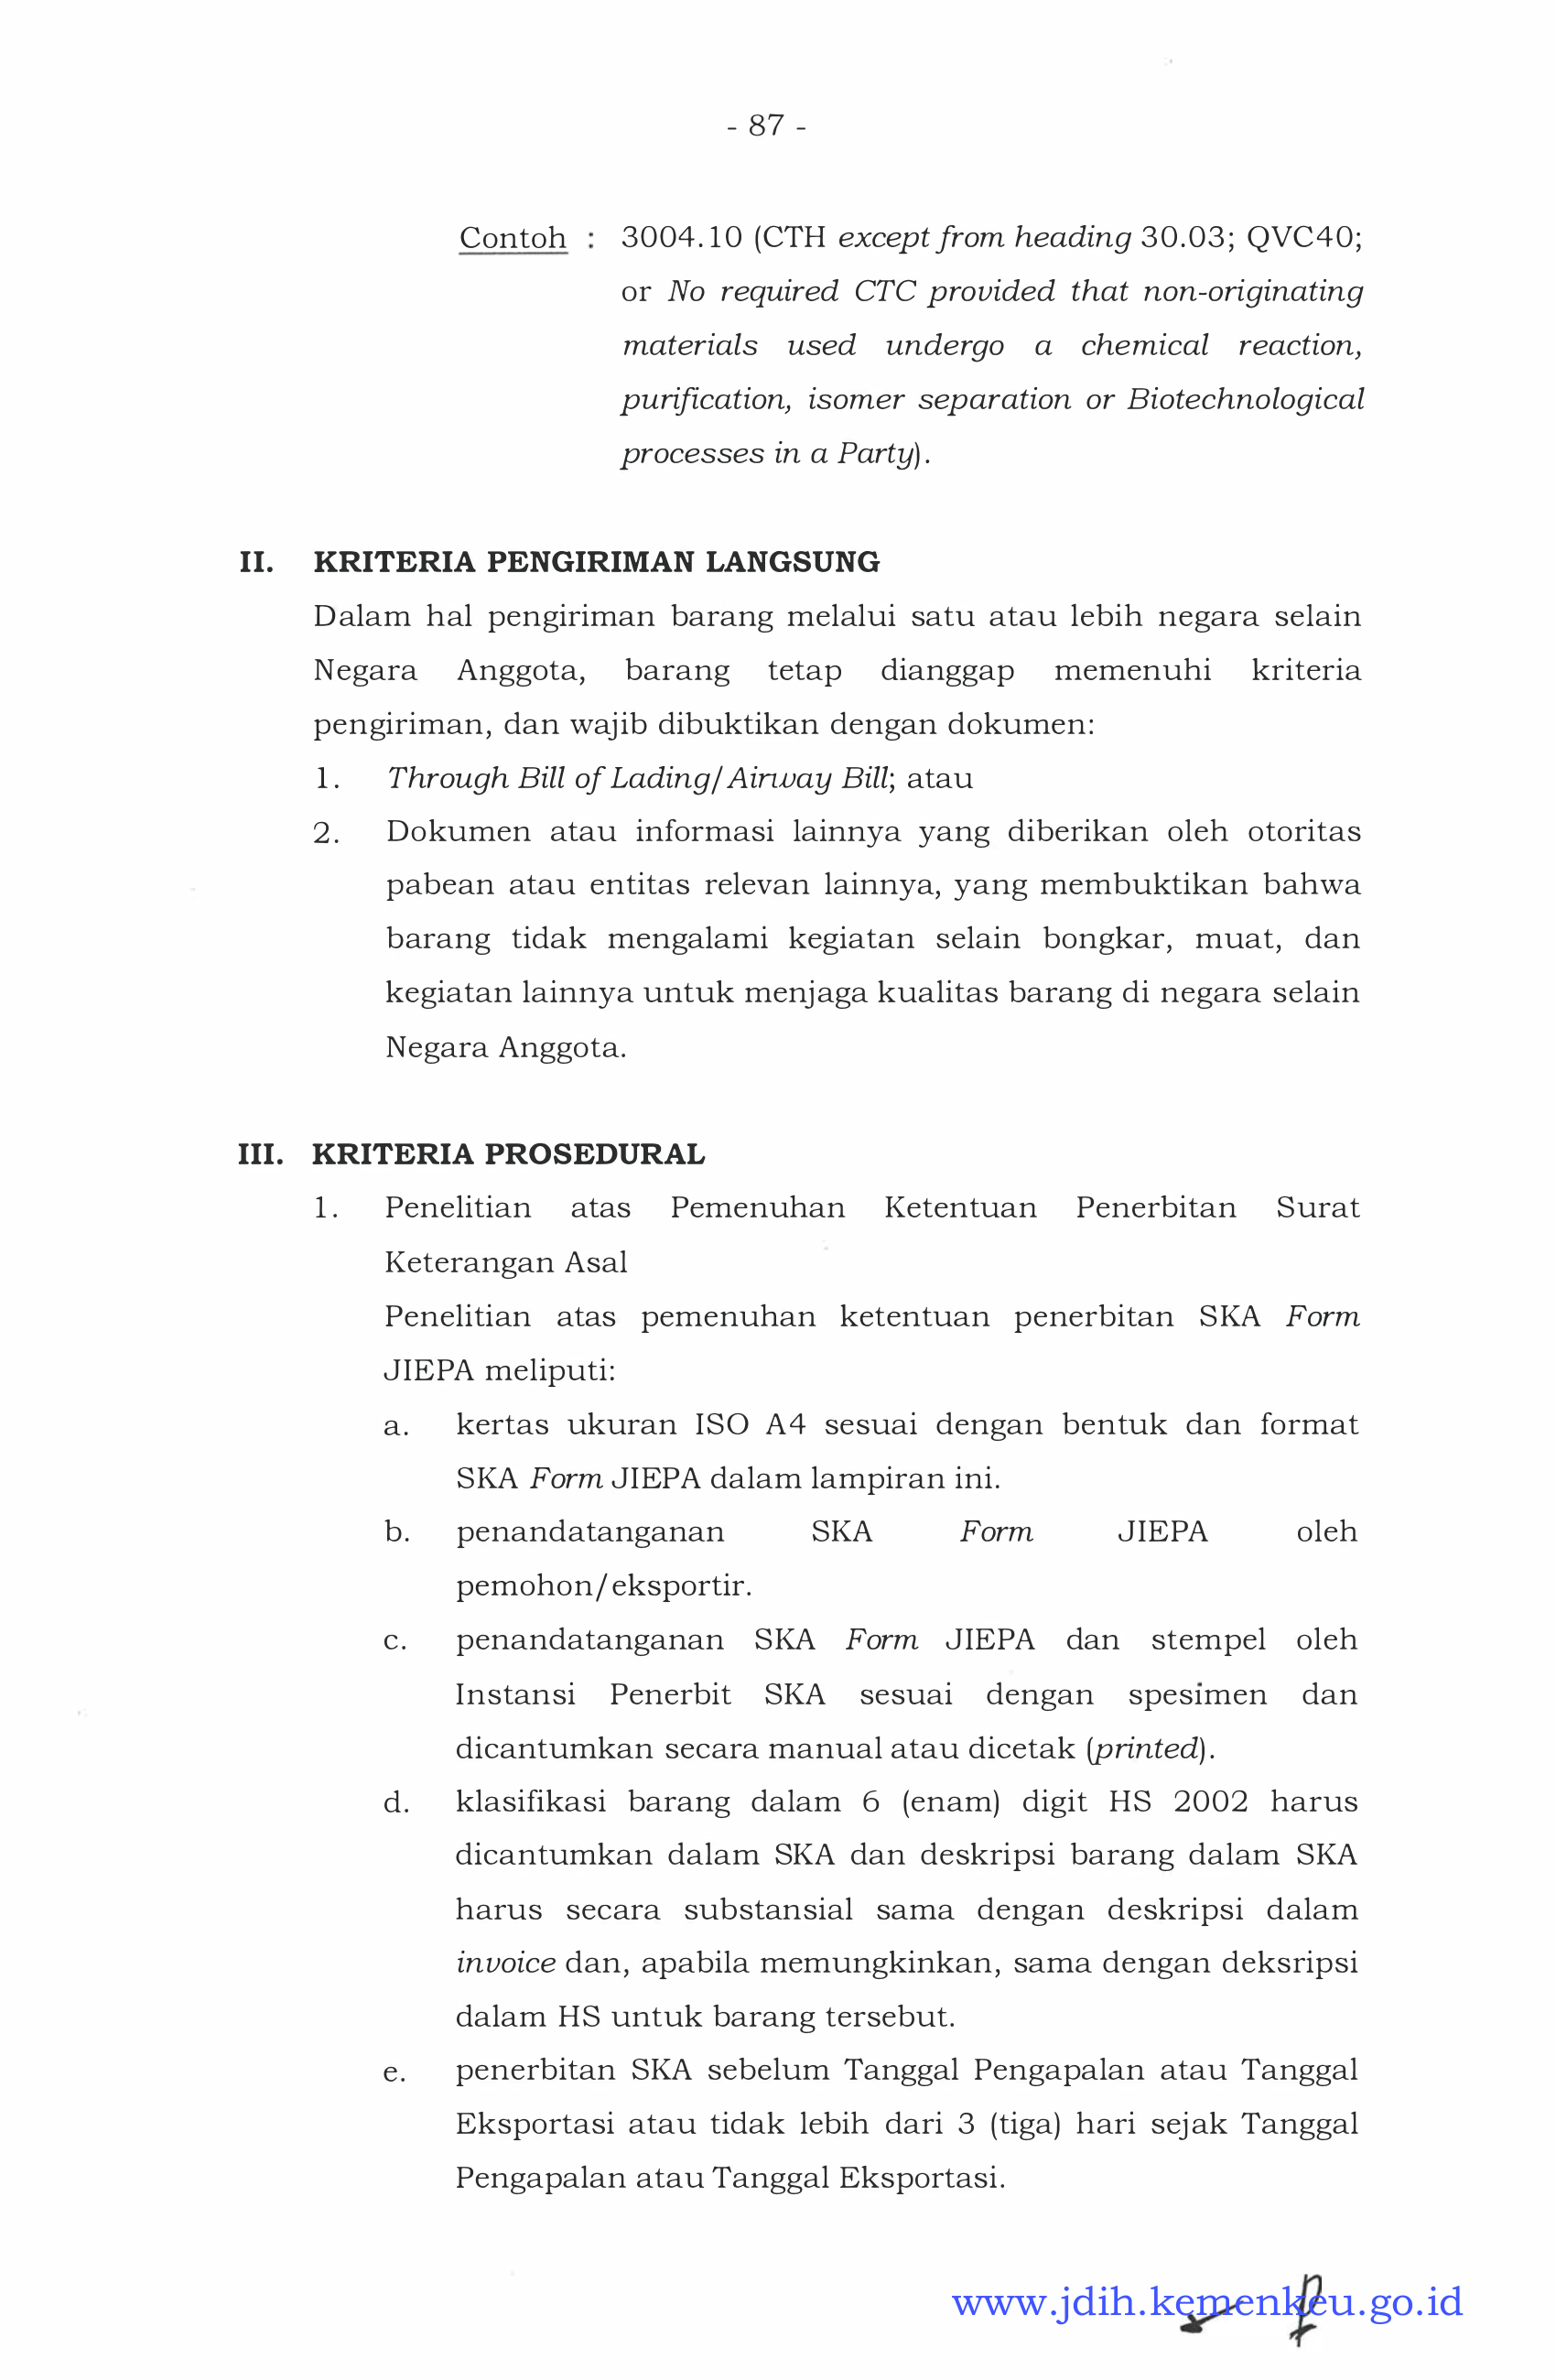 - 87 -
Contoh : 3004.10 (CTH except from heading 30.03; QVC40;
or No required CTC provided that non-originating
materials used undergo a chemical reaction,
purification, isomer separation or Biotechnological
processes in a Party).
II. KRITERIA PENGIRIMAN LANGSUNG
Dalam hal pengiriman barang melalui satu atau lebih negara selain
Negara Anggota, barang tetap dianggap memenuhi kriteria
pengiriman, dan wajib dibuktikan dengan dokumen:
1. Through Bill of Lading/Airway Bill; atau
2. Dokumen atau informasi lainnya yang diberikan oleh otoritas
pabean atau entitas relevan lainnya, yang membuktikan bahwa
barang tidak mengalami kegiatan selain bongkar, muat, dan
kegiatan lainnya untuk menjaga kualitas barang di negara selain
Negara Anggota.
III. KRITERIA PROSEDURAL
1. Penelitian atas Pemenuhan Ketentuan Penerbitan Surat
Keterangan Asal
Penelitian atas pemenuhan ketentuan penerbitan SKA Form
JIEPA meliputi:
a. kertas ukuran ISO A4 sesuai dengan bentuk dan format
SKA Form JIEPA dalam lampiran ini.
b. penandatanganan SKA Form JIEPA oleh
pemohon/eksportir.
c. penandatanganan SKA Form JIEPA dan stempel oleh
Instansi Penerbit SKA sesuai dengan spesimen dan
dicantumkan secara manual atau dicetak (printed).
d. klasifikasi barang dalam 6 (enam) digit HS 2002 harus
dicantumkan dalam SKA dan deskripsi barang dalam SKA
harus secara substansial sama dengan deskripsi dalam
invoice dan, apabila memungkinkan, sama dengan deksripsi
dalam HS untuk barang tersebut.
e. penerbitan SKA sebelum Tanggal Pengapalan atau Tanggal
Eksportasi atau tidak lebih dari 3 (tiga) hari sejak Tanggal
Pengapalan atau Tanggal Eksportasi.
www.jdih.kemenkeu.go.id